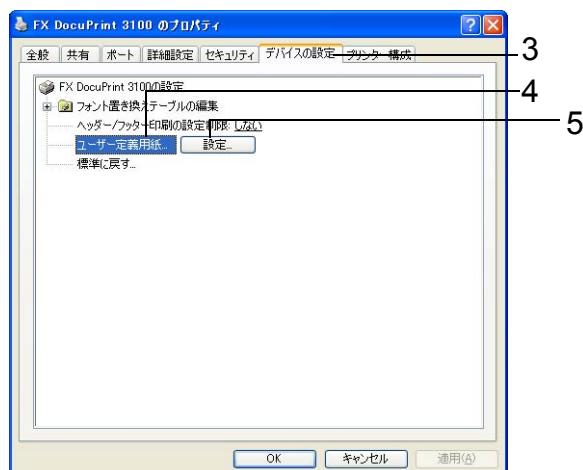 FX DocuPrint 3100 のプロパティ
全般 共有 ポート 詳細設定 セキュリティ デバイスの設定 プリンター構成
3
FX DocuPrint 3100の設定
4
フォント置き換えテーブルの編集
ヘッダー/フッター印刷の設定制限: しない
5
ユーザー定義用紙... 設定...
標準に戻す...
OK キャンセル 適用(A)